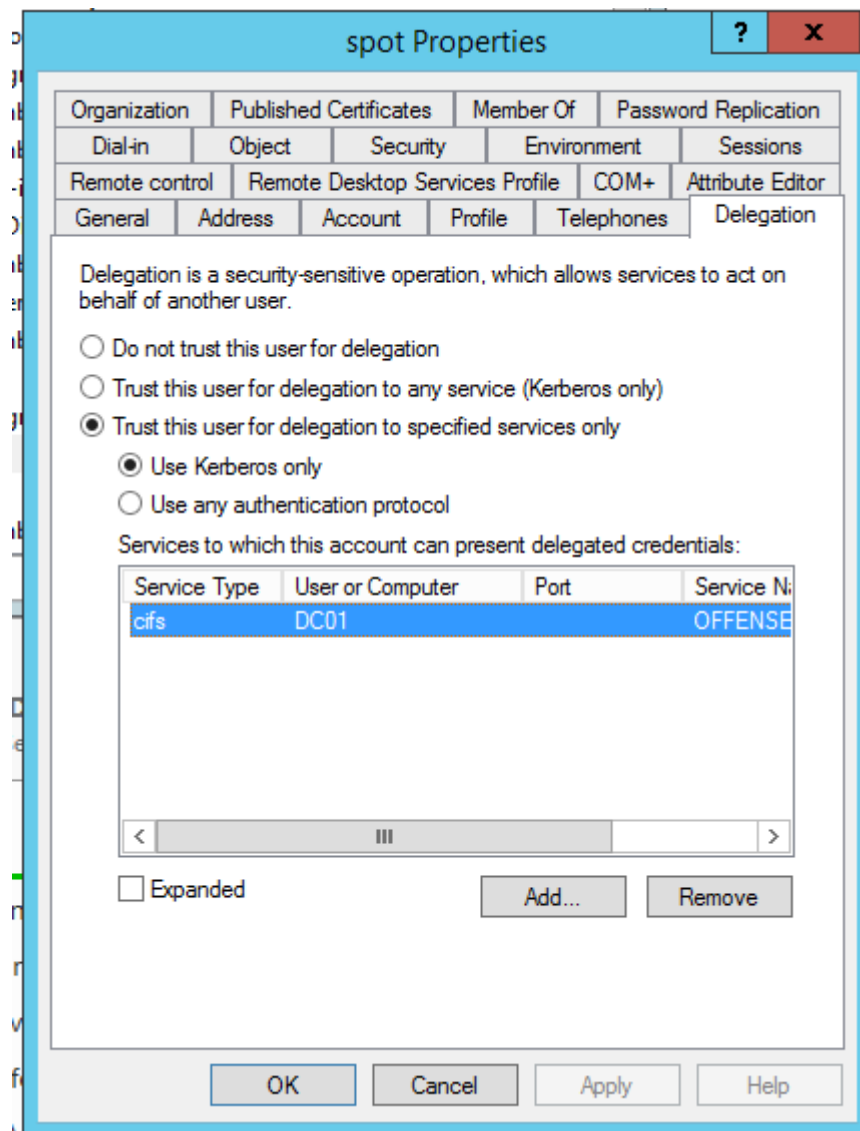 spot Properties
?
x
Organization Published Certificates Member Of Password Replication
Dial-in Object Security Environment Sessions
Remote control Remote Desktop Services Profile COM+ Attribute Editor
General Address Account Profile Telephones Delegation
Delegation is a security-sensitive operation, which allows services to act on
behalf of another user.
Do not trust this user for delegation
Trust this user for delegation to any service (Kerberos only)
Trust this user for delegation to specified services only
Use Kerberos only
Use any authentication protocol
Services to which this account can present delegated credentials:
Service Type User or Computer Port Service
cifs DC01 OFFENSE
Expanded Add... Remove
OK Cancel Apply Help